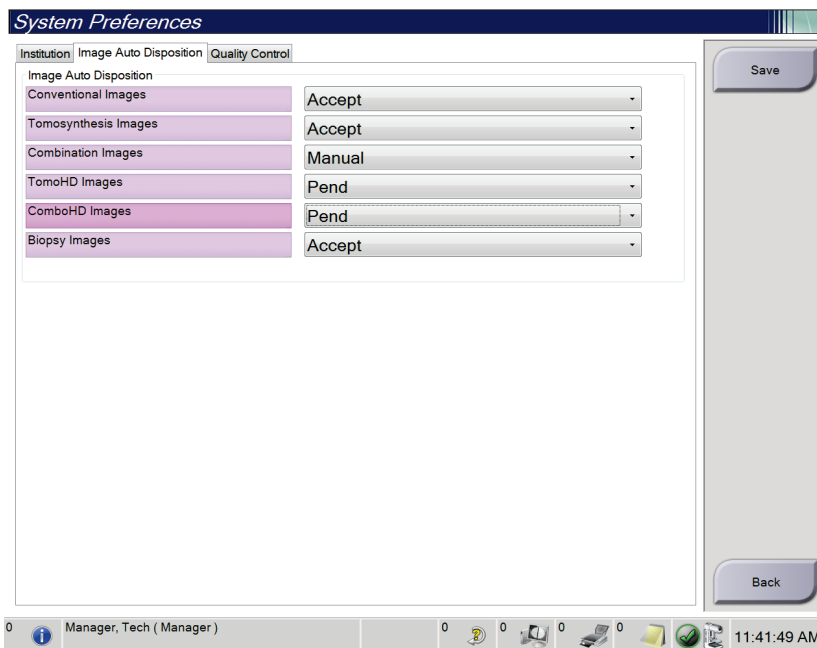 System Preferences
Institution Image Auto Disposition Quality Control
Image Auto Disposition
Conventional Images Accept
Tomosynthesis Images Accept
Combination Images Manual
TomoHD Images Pend
ComboHD Images Pend
Biopsy Images Accept
Save
Back
0 Manager, Tech ( Manager ) 0 0 0 0 11:41:49 AM